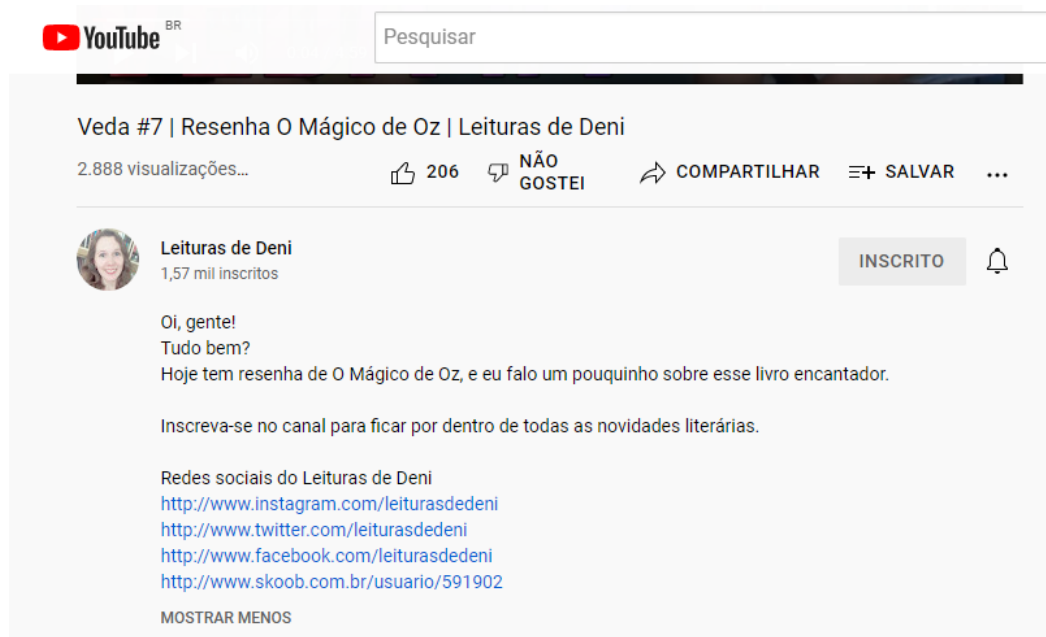 YouTube BR
Pesquisar
Veda #7 | Resenha O Mágico de Oz | Leituras de Deni
2.888 visualizações...
206
NÃO
GOSTEI
COMPARTILHAR
SALVAR
...
Leituras de Deni
1,57 mil inscritos
INSCRITO
Oi, gente!
Tudo bem?
Hoje tem resenha de O Mágico de Oz, e eu falo um pouquinho sobre esse livro encantador.
Inscreva-se no canal para ficar por dentro de todas as novidades literárias.
Redes sociais do Leituras de Deni
http://www.instagram.com/leiturasdedeni
http://www.twitter.com/leiturasdedeni
http://www.facebook.com/leiturasdedeni
http://www.skoob.com.br/usuario/591902
MOSTRAR MENOS